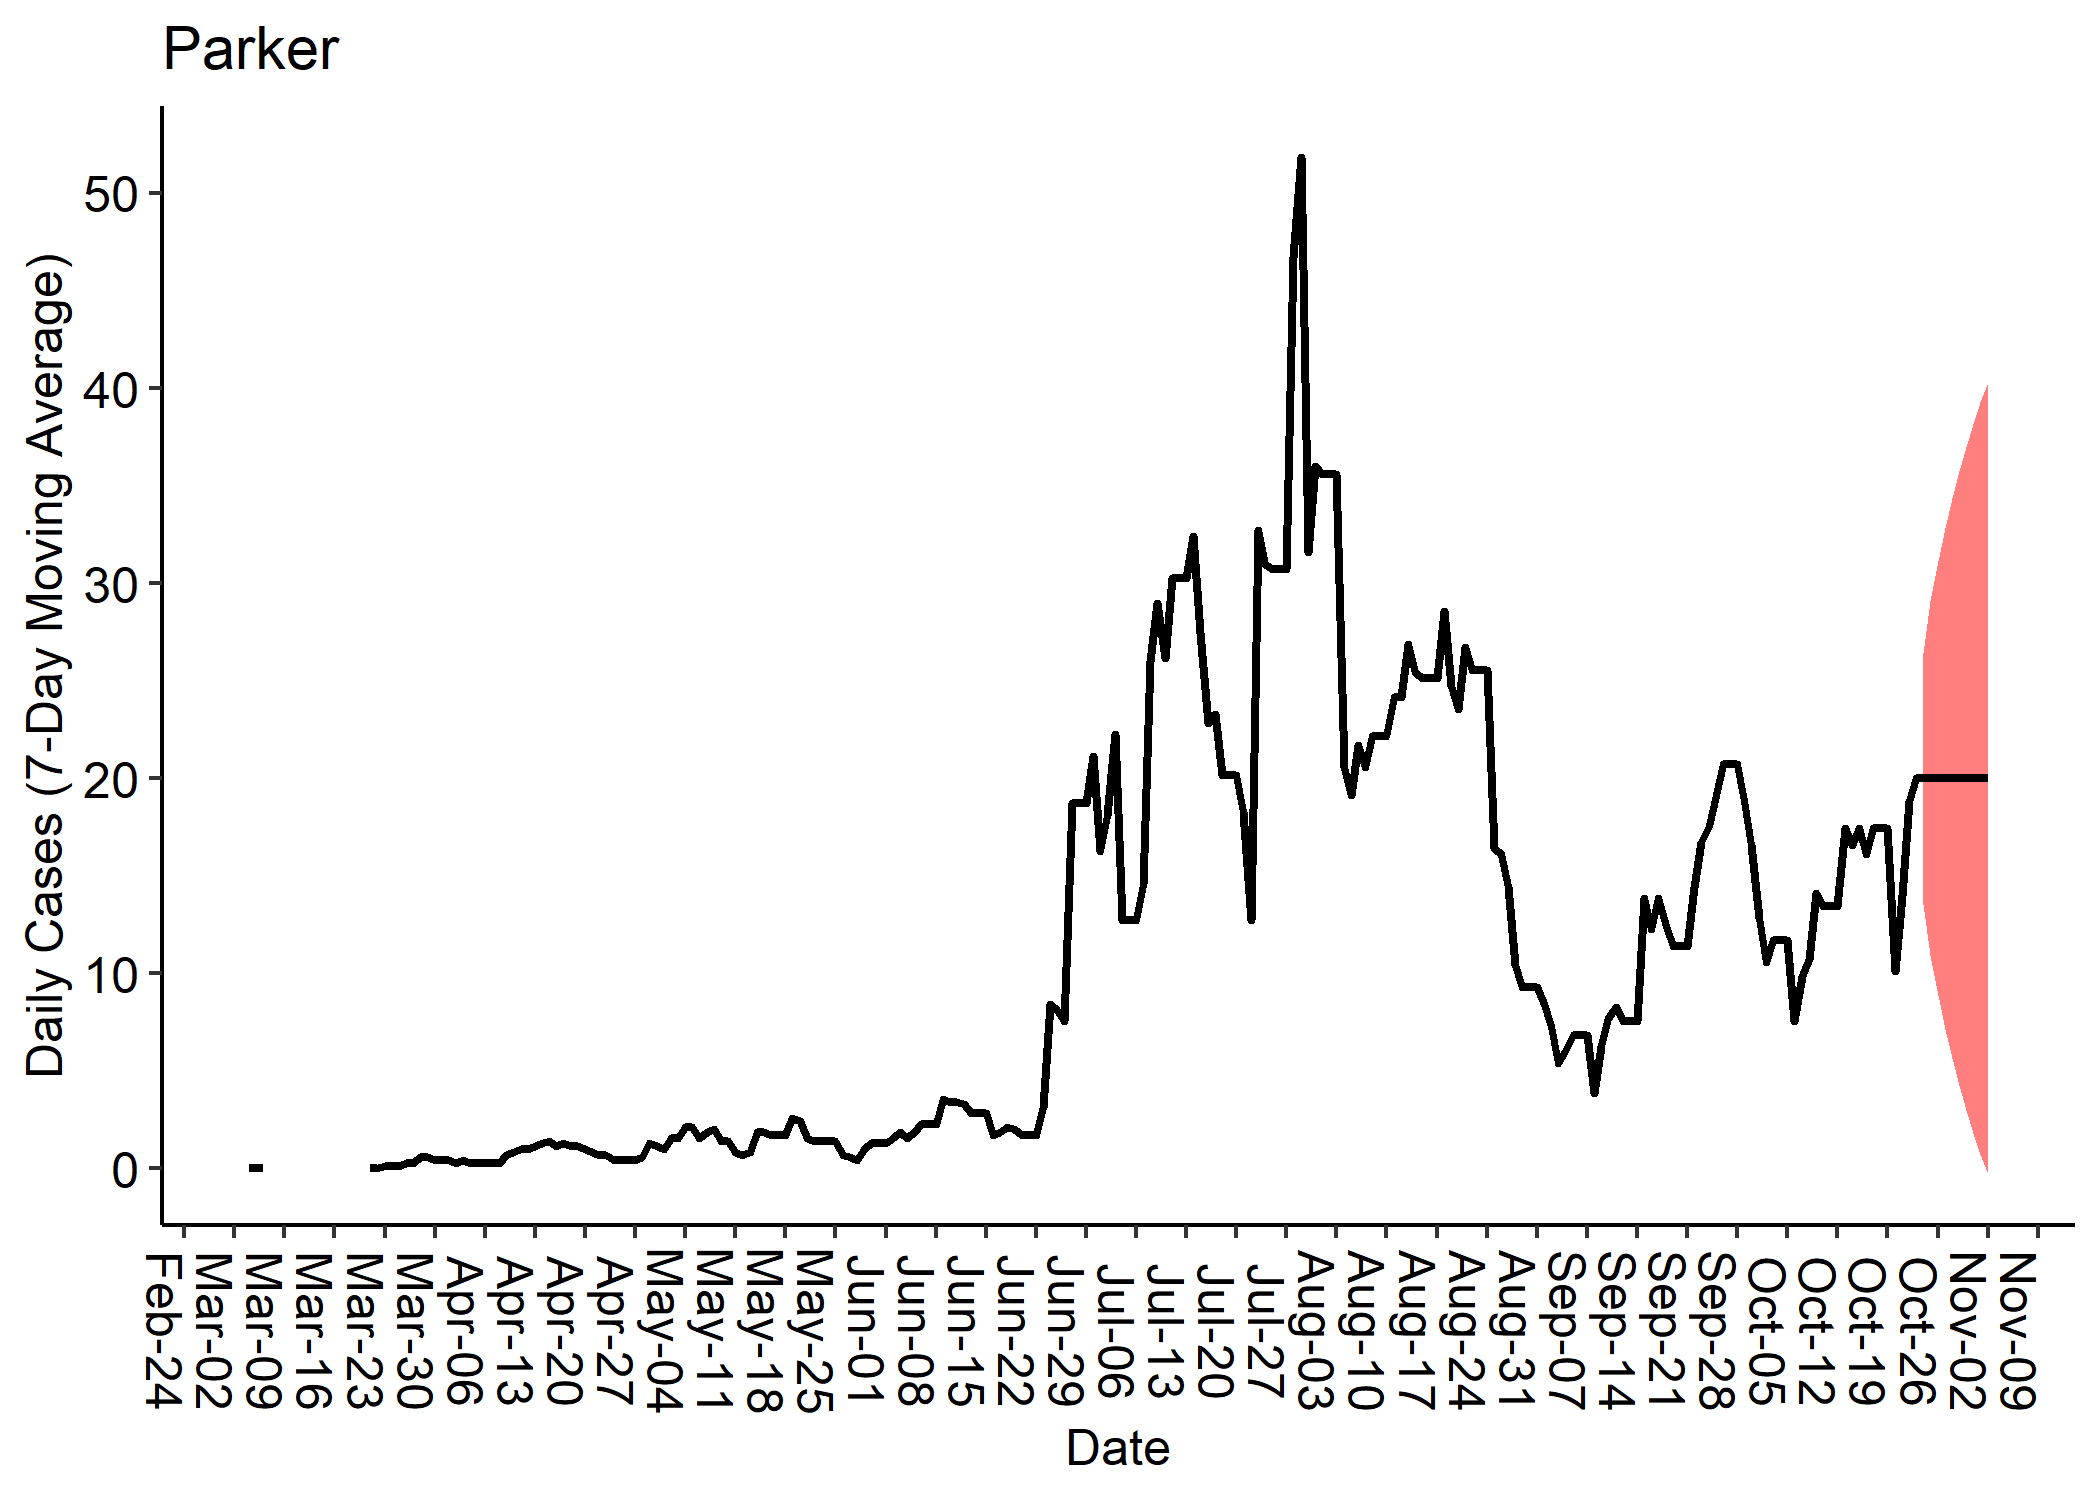 Parker
Daily Cases (7-Day Moving Average)
50
40
30
20
10
0
Feb-24
Mar-02
Mar-09
Mar-16
Mar-23
Mar-30
Apr-06
Apr-13
Apr-20
Apr-27
May-04
May-11
May-18
May-25
Jun-01
Jun-08
Jun-15
Jun-22
Jun-29
Jul-06
Jul-13
Jul-20
Jul-27
Aug-03
Aug-10
Aug-17
Aug-24
Aug-31
Sep-07
Sep-14
Sep-21
Sep-28
Oct-05
Oct-12
Oct-19
Oct-26
Nov-02
Nov-09
Date